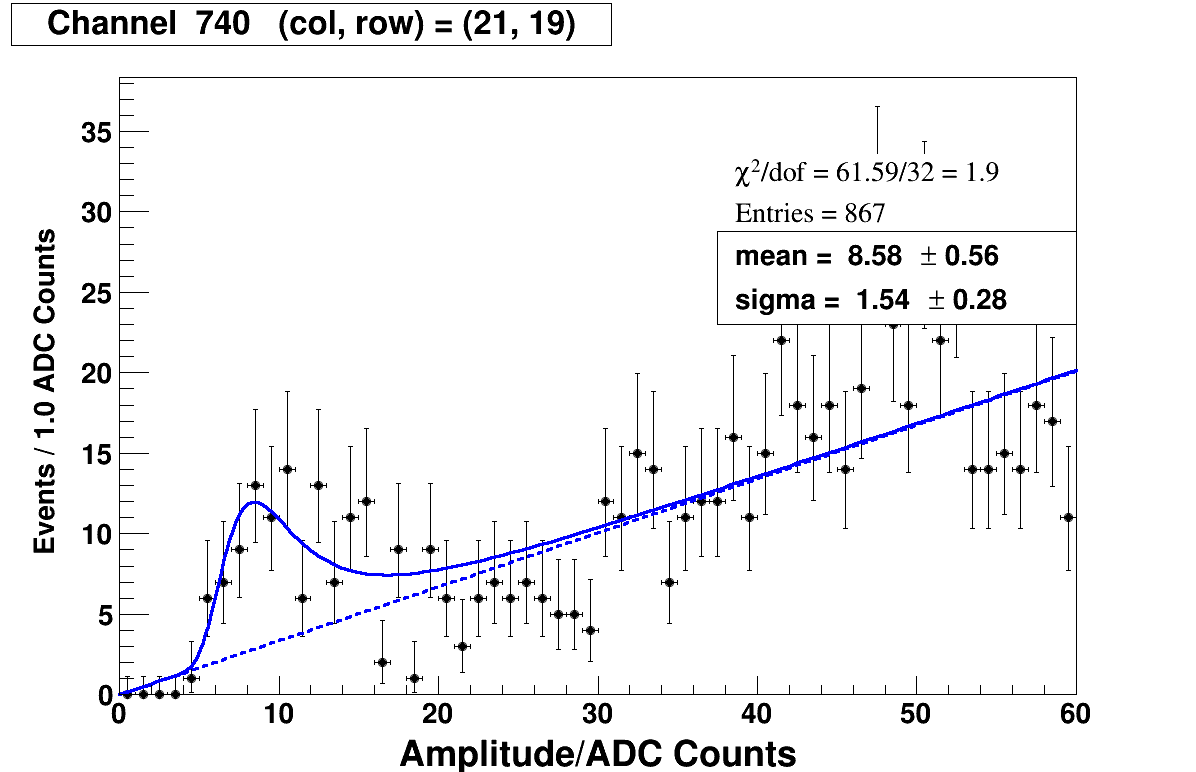 Channel 740 (col, row) = (21, 19)
Events / 1.0 ADC Counts
35
30
25
20
15
10
5
0
χ²/dof = 61.59/32 = 1.9
Entries = 867
mean = 8.58 ± 0.56
sigma = 1.54 ± 0.28
0 10 20 30 40 50 60
Amplitude/ADC Counts